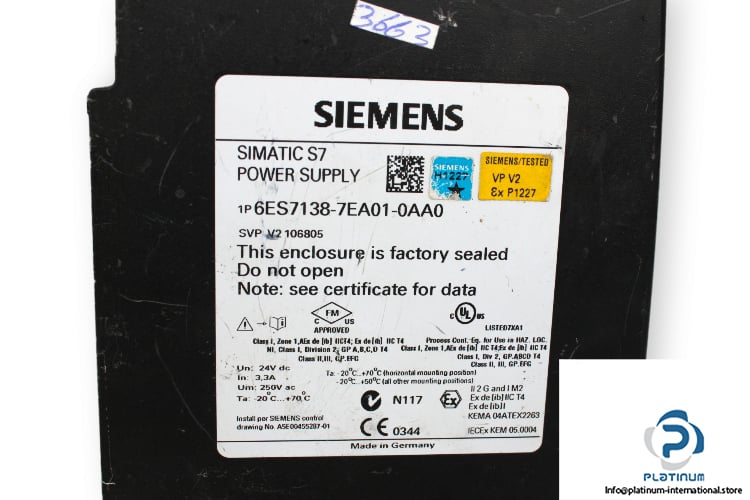 3663
SIEMENS
SIMATIC S7
POWER SUPPLY
SIEMENS
H1227
SIEMENS/TESTED
VP V2
Ex P1227
1P 6ES7138-7EA01-0AA0
SVP V2 106805
This enclosure is factory sealed
Do not open
Note: see certificate for data
FM
C US
APPROVED
C UL US
LISTED 7XA1
Class I, Zone 1, AEx de [ib] IIC T4; Ex de [ib] IIC T4
NI, Class I, Division 2, GP A,B,C,D T4
Class II,III, GP.EFG
Process Cont. Eq. for Use in HAZ. LOC.
Class I, Zone 1, AEx de [ib] IIC T4; Ex de [ib] IIC T4
Class I, Div 2, GP.ABCD T4
Class II, III, GP.EFG
Un: 24V dc
In: 3,3A
Um: 250V ac
Ta: -20°C...+70°C
Ta: -20°C...+70°C (horizontal mounting position)
-20°C...+50°C (all other mounting positions)
N117
Ex
II 2 G and I M2
Ex de [ib] IIC T4
Ex de [ib] I
KEMA 04ATEX2263
Install per SIEMENS control
drawing No. A5E00455287-01
CE 0344
IECEx KEM 05.0004
Made in Germany
PLATINUM
Info@platinum-international.store